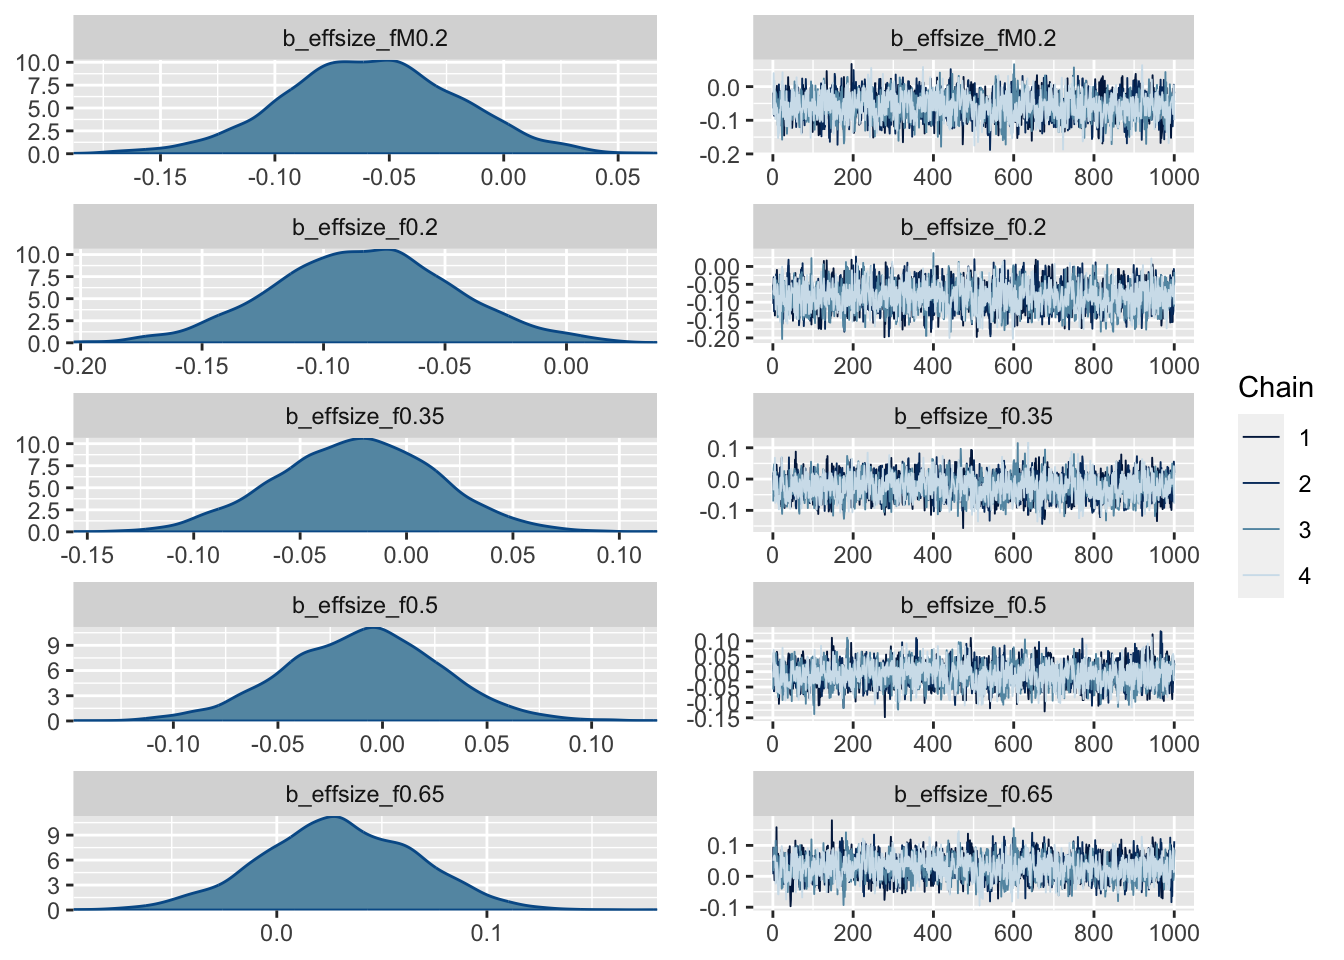 b_effsize_fM0.2
10.0
7.5
5.0
2.5
0.0
-0.15 -0.10 -0.05 0.00 0.05
b_effsize_fM0.2
0.0
-0.1
-0.2
0 200 400 600 800 1000
b_effsize_f0.2
10.0
7.5
5.0
2.5
0.0
-0.20 -0.15 -0.10 -0.05 0.00
b_effsize_f0.2
0.00
-0.05
-0.10
-0.15
-0.20
0 200 400 600 800 1000
b_effsize_f0.35
10.0
7.5
5.0
2.5
0.0
-0.15 -0.10 -0.05 0.00 0.05 0.10
b_effsize_f0.35
0.1
0.0
-0.1
0 200 400 600 800 1000
b_effsize_f0.5
9
6
3
0
-0.10 -0.05 0.00 0.05 0.10
b_effsize_f0.5
0.10
0.05
0.00
-0.05
-0.10
-0.15
0 200 400 600 800 1000
b_effsize_f0.65
9
6
3
0
0.0 0.1
b_effsize_f0.65
0.1
0.0
-0.1
0 200 400 600 800 1000
Chain
1
2
3
4